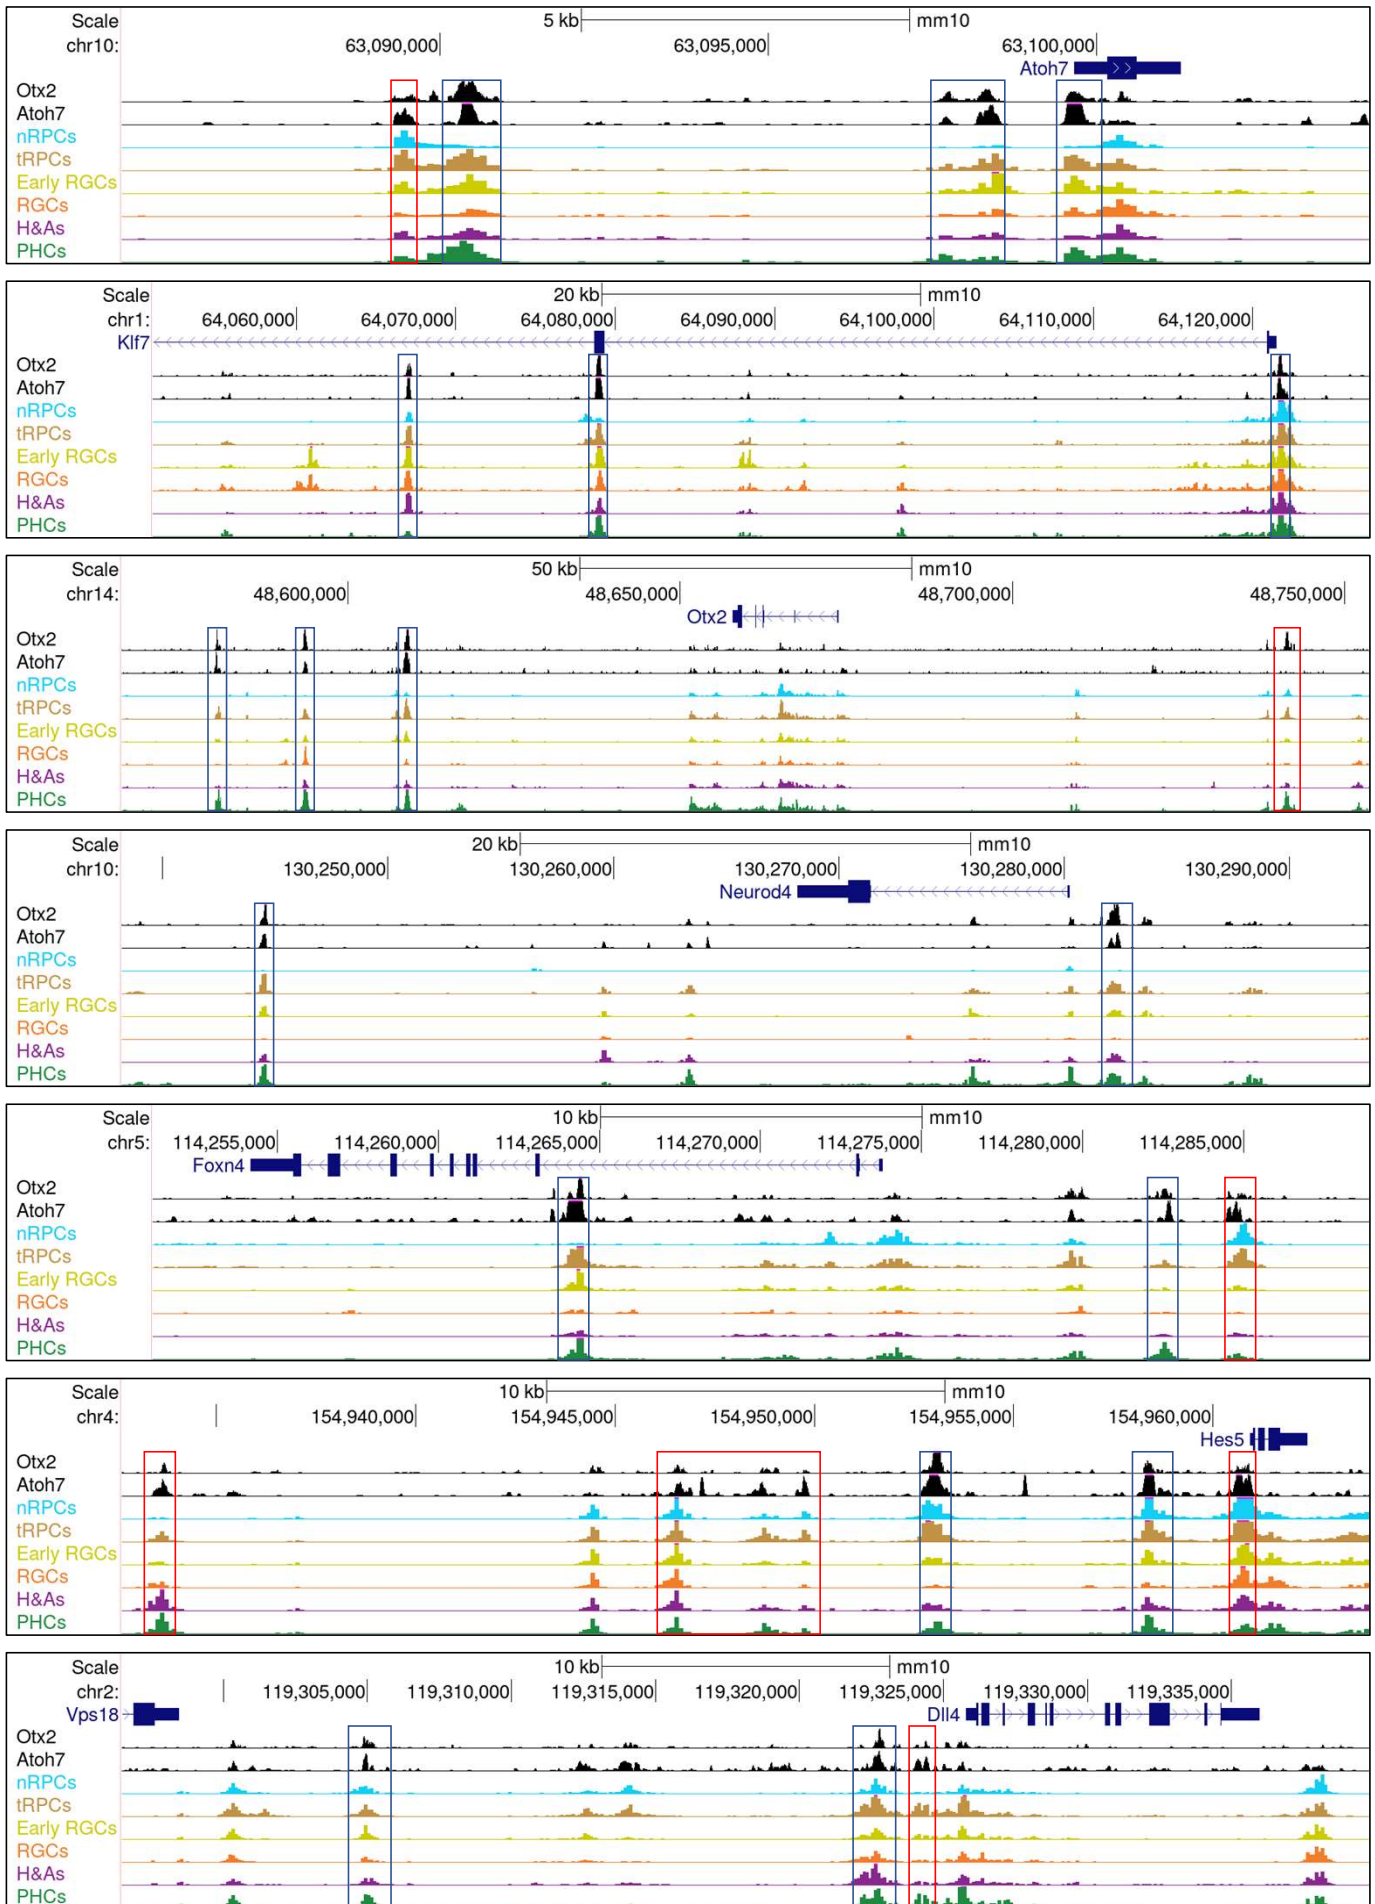 Scale 5 kb mm10
chr10: 63,090,000 63,095,000 63,100,000
Atoh7
Otx2
Atoh7
nRPCs
tRPCs
Early RGCs
RGCs
H&As
PHCs
Scale 20 kb mm10
chr1: 64,060,000 64,070,000 64,080,000 64,090,000 64,100,000 64,110,000 64,120,000
Klf7
Otx2
Atoh7
nRPCs
tRPCs
Early RGCs
RGCs
H&As
PHCs
Scale 50 kb mm10
chr14: 48,600,000 48,650,000 48,700,000 48,750,000
Otx2
Otx2
Atoh7
nRPCs
tRPCs
Early RGCs
RGCs
H&As
PHCs
Scale 20 kb mm10
chr10: 130,250,000 130,260,000 130,270,000 130,280,000 130,290,000
Neurod4
Otx2
Atoh7
nRPCs
tRPCs
Early RGCs
RGCs
H&As
PHCs
Scale 10 kb mm10
chr5: 114,255,000 114,260,000 114,265,000 114,270,000 114,275,000 114,280,000 114,285,000
Foxn4
Otx2
Atoh7
nRPCs
tRPCs
Early RGCs
RGCs
H&As
PHCs
Scale 10 kb mm10
chr4: 154,940,000 154,945,000 154,950,000 154,955,000 154,960,000
Hes5
Otx2
Atoh7
nRPCs
tRPCs
Early RGCs
RGCs
H&As
PHCs
Scale 10 kb mm10
chr2: 119,305,000 119,310,000 119,315,000 119,320,000 119,325,000 119,330,000 119,335,000
Vps18 Dll4
Otx2
Atoh7
nRPCs
tRPCs
Early RGCs
RGCs
H&As
PHCs